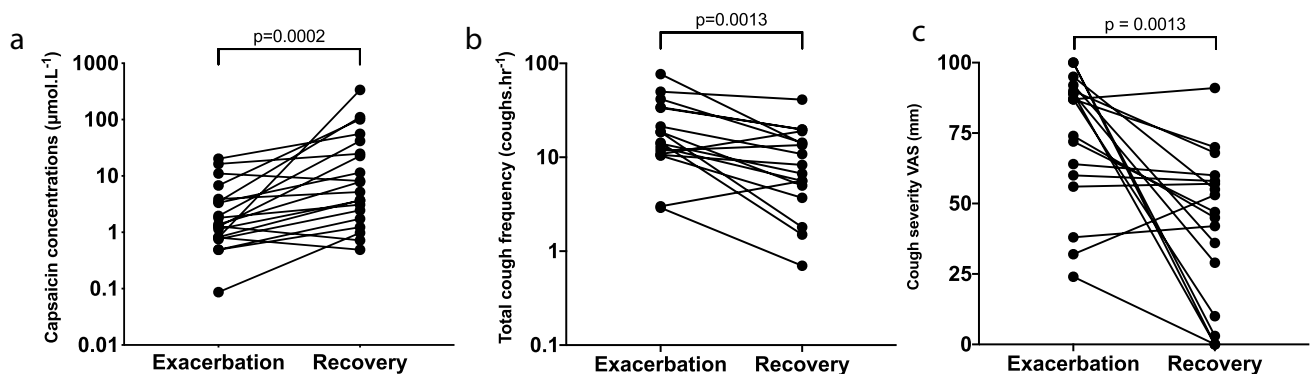 a
p=0.0002
Capsaicin concentrations (µmol.L⁻¹)
1000
100
10
1
0.1
0.01
Exacerbation Recovery
b
p=0.0013
Total cough frequency (coughs.hr⁻¹)
100
10
1
0.1
Exacerbation Recovery
c
p = 0.0013
Cough severity VAS (mm)
100
75
50
25
0
Exacerbation Recovery